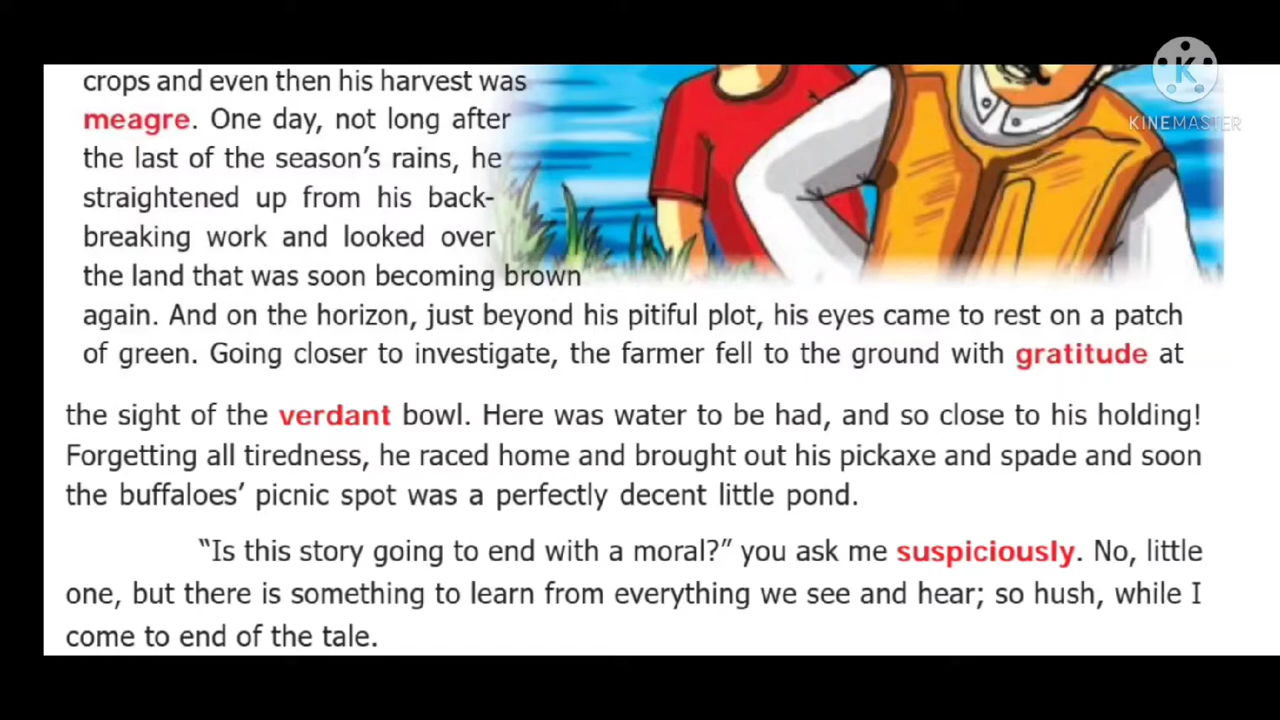 crops and even then his harvest was
meagre. One day, not long after
the last of the season's rains, he
straightened up from his back-
breaking work and looked over
the land that was soon becoming brown
again. And on the horizon, just beyond his pitiful plot, his eyes came to rest on a patch
of green. Going closer to investigate, the farmer fell to the ground with gratitude at
the sight of the verdant bowl. Here was water to be had, and so close to his holding!
Forgetting all tiredness, he raced home and brought out his pickaxe and spade and soon
the buffaloes' picnic spot was a perfectly decent little pond.
"Is this story going to end with a moral?" you ask me suspiciously. No, little
one, but there is something to learn from everything we see and hear; so hush, while I
come to end of the tale.
K
KINEMASTER